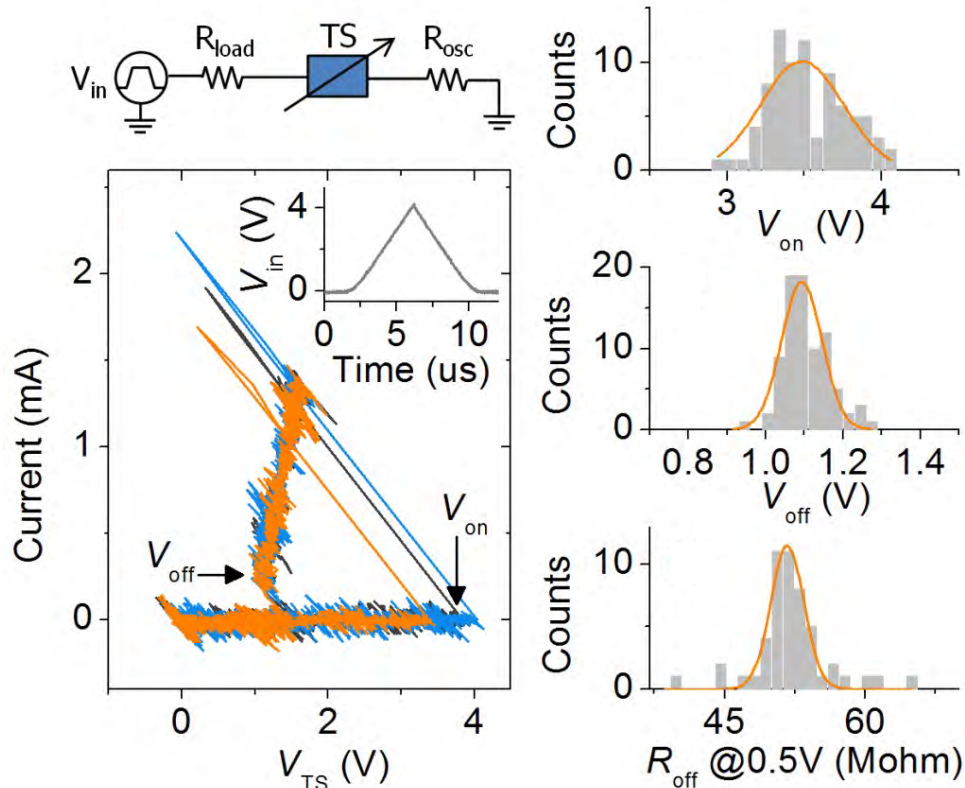 V_in
R_load
TS
R_osc
Current (mA)
2
1
0
0
2
4
V_TS (V)
V_off
V_on
V_in (V)
4
0
0
5
10
Time (us)
Counts
10
0
3
4
V_on (V)
Counts
20
10
0
0.8
1.0
1.2
1.4
V_off (V)
Counts
10
0
45
60
R_off @0.5V (Mohm)